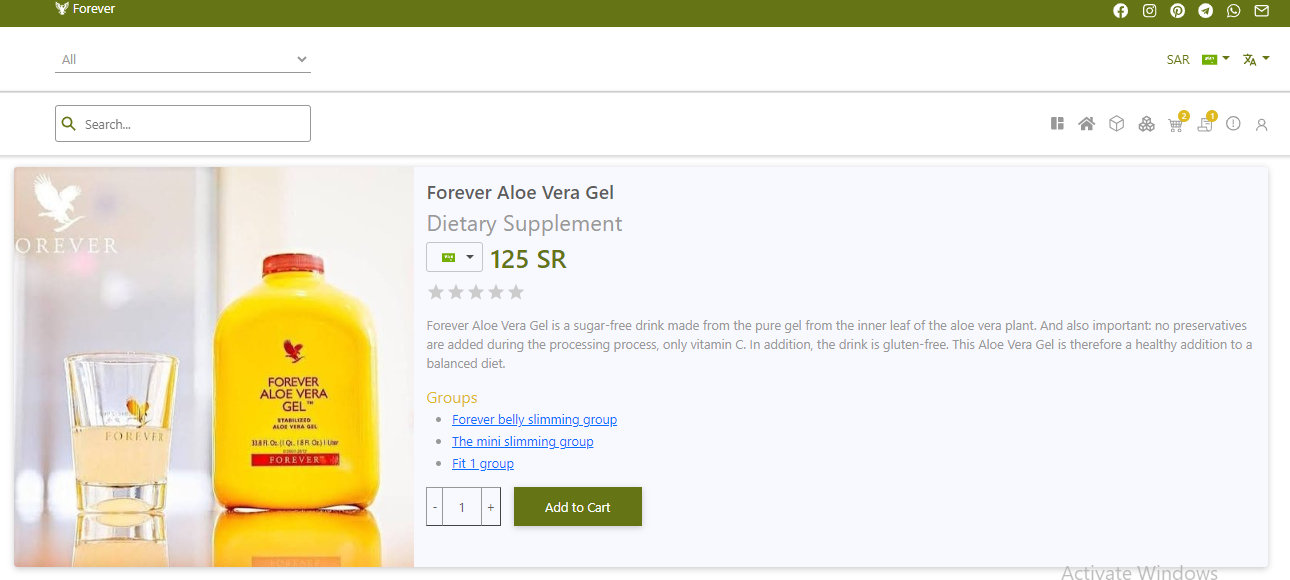 Forever
All
SAR
Search...
2
1
OREVER
FOREVER
ALOE VERA
GEL™
STABILIZED
ALOE VERA GEL
33.8 Fl. Oz. (1 Qt., 1.8 Fl. Oz.) 1 Liter
FOREVER
FOREVER
Forever Aloe Vera Gel
Dietary Supplement
125 SR
Forever Aloe Vera Gel is a sugar-free drink made from the pure gel from the inner leaf of the aloe vera plant. And also important: no preservatives
are added during the processing process, only vitamin C. In addition, the drink is gluten-free. This Aloe Vera Gel is therefore a healthy addition to a
balanced diet.
Groups
Forever belly slimming group
The mini slimming group
Fit 1 group
- 1 +
Add to Cart
Activate Windows